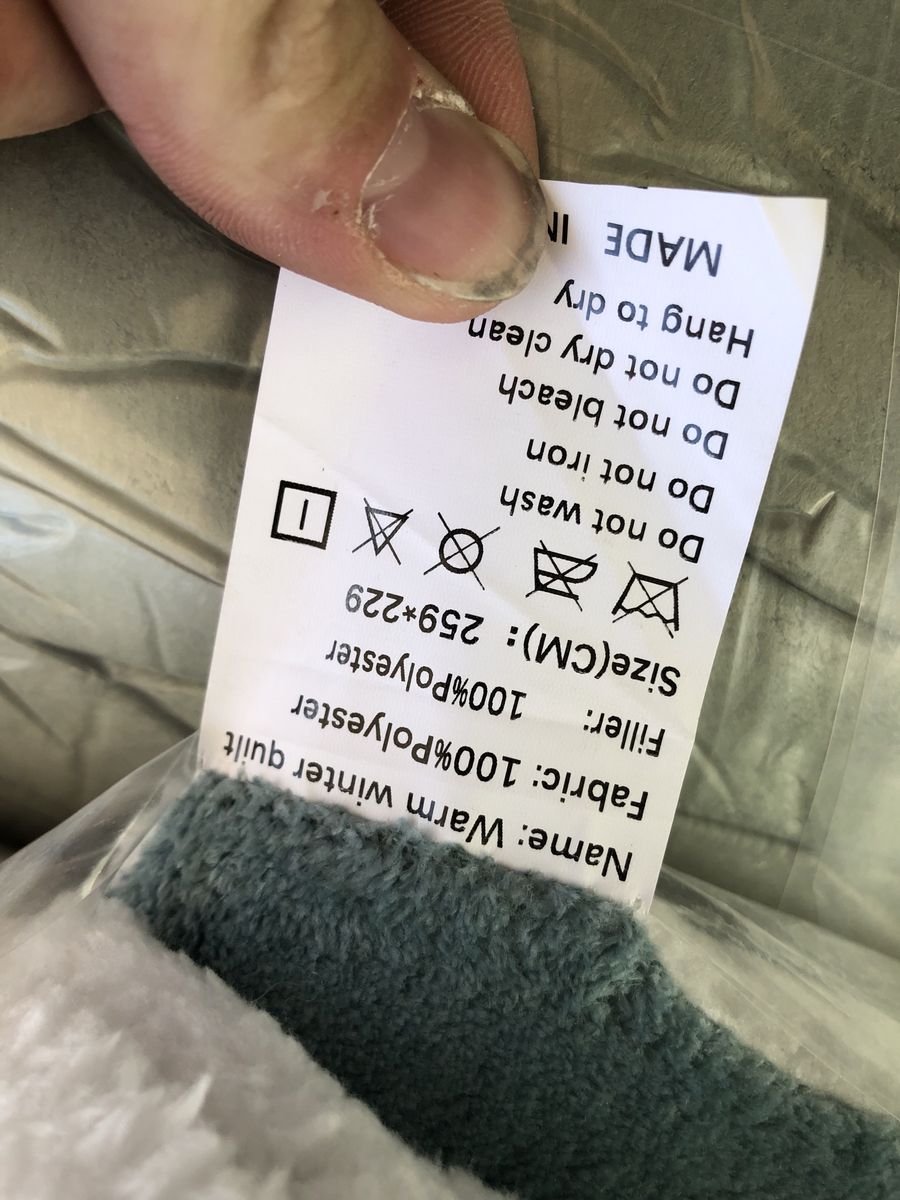 Name: Warm winter quilt
Fabric: 100%Polyester
Filler: 100%Polyester
Size(CM): 259*229
Do not wash
Do not iron
Do not bleach
Do not dry clean
Hang to dry
MADE IN